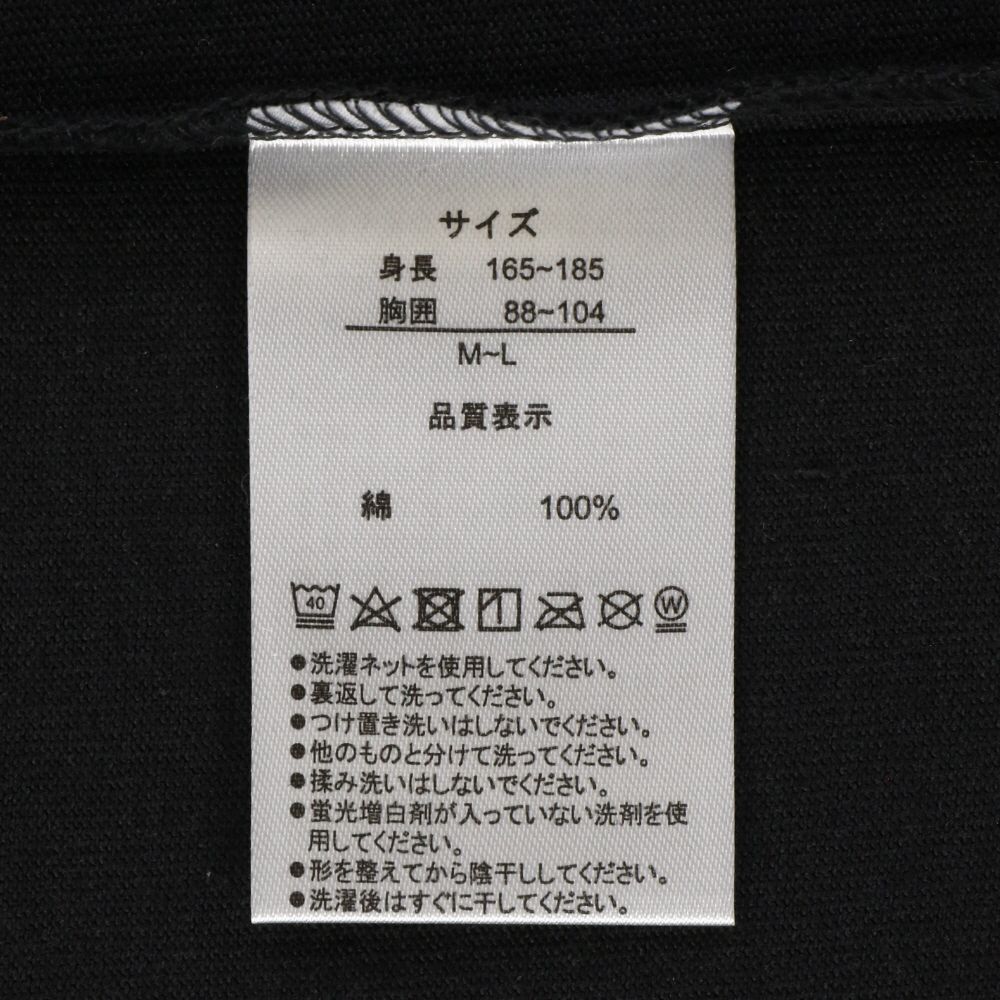 サイズ
身長 165~185
胸囲 88~104
M~L
品質表示
綿 100%
40 W
●洗濯ネットを使用してください。
●裏返して洗ってください。
●つけ置き洗いはしないでください。
●他のものと分けて洗ってください。
●揉み洗いはしないでください。
●蛍光増白剤が入っていない洗剤を使
用してください。
●形を整えてから陰干ししてください。
●洗濯後はすぐに干してください。